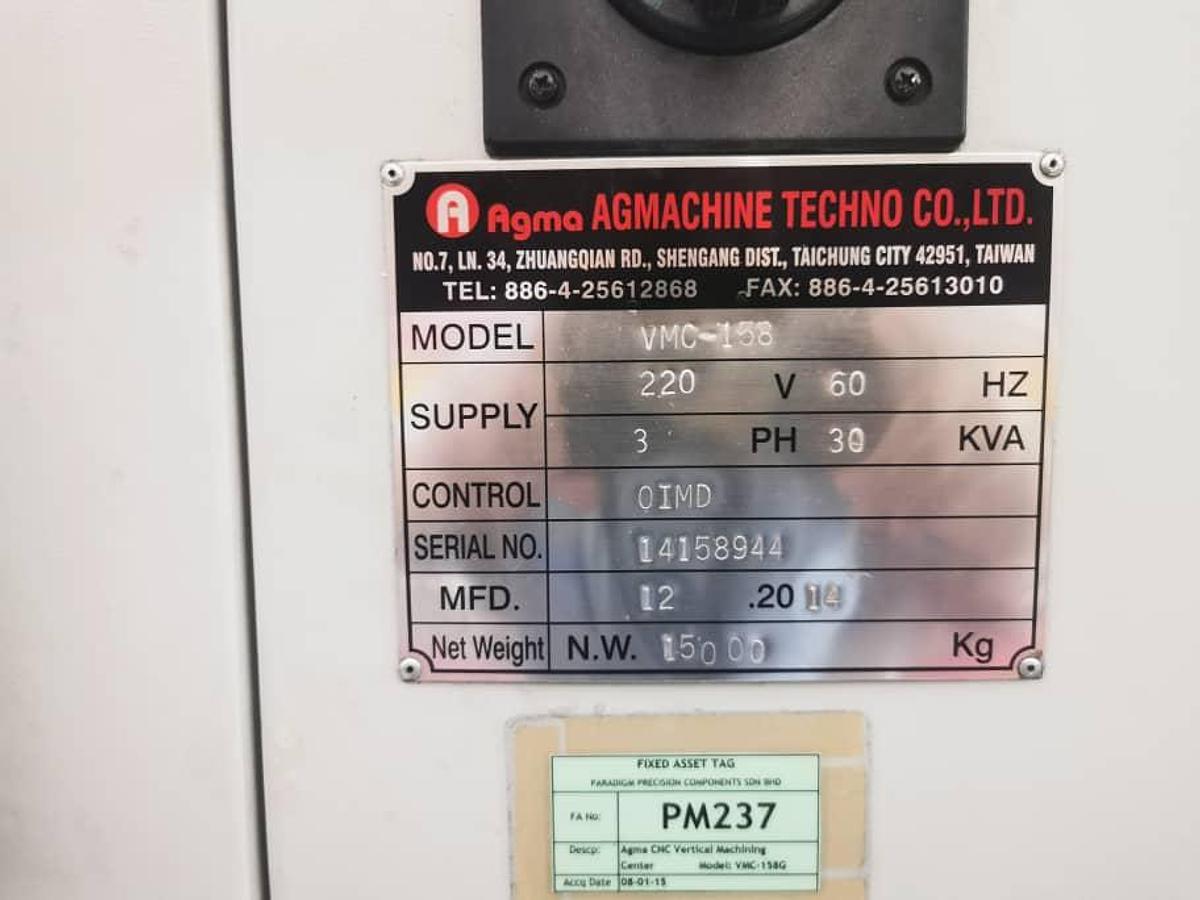 A Agma AGMACHINE TECHNO CO.,LTD.
NO.7, LN. 34, ZHUANGQIAN RD., SHENGANG DIST., TAICHUNG CITY 42951, TAIWAN
TEL: 886-4-25612868 FAX: 886-4-25613010
MODEL VMC-158
SUPPLY 220 V 60 HZ
3 PH 30 KVA
CONTROL 0IMD
SERIAL NO. 14158944
MFD. 12 .20 14
Net Weight N.W. 15000 Kg
FIXED ASSET TAG
PARADIGM PRECISION COMPONENTS SDN BHD
FA No: PM237
Descp: Agma CNC Vertical Machining
Center Model: VMC-158G
Accq Date 08-01-15